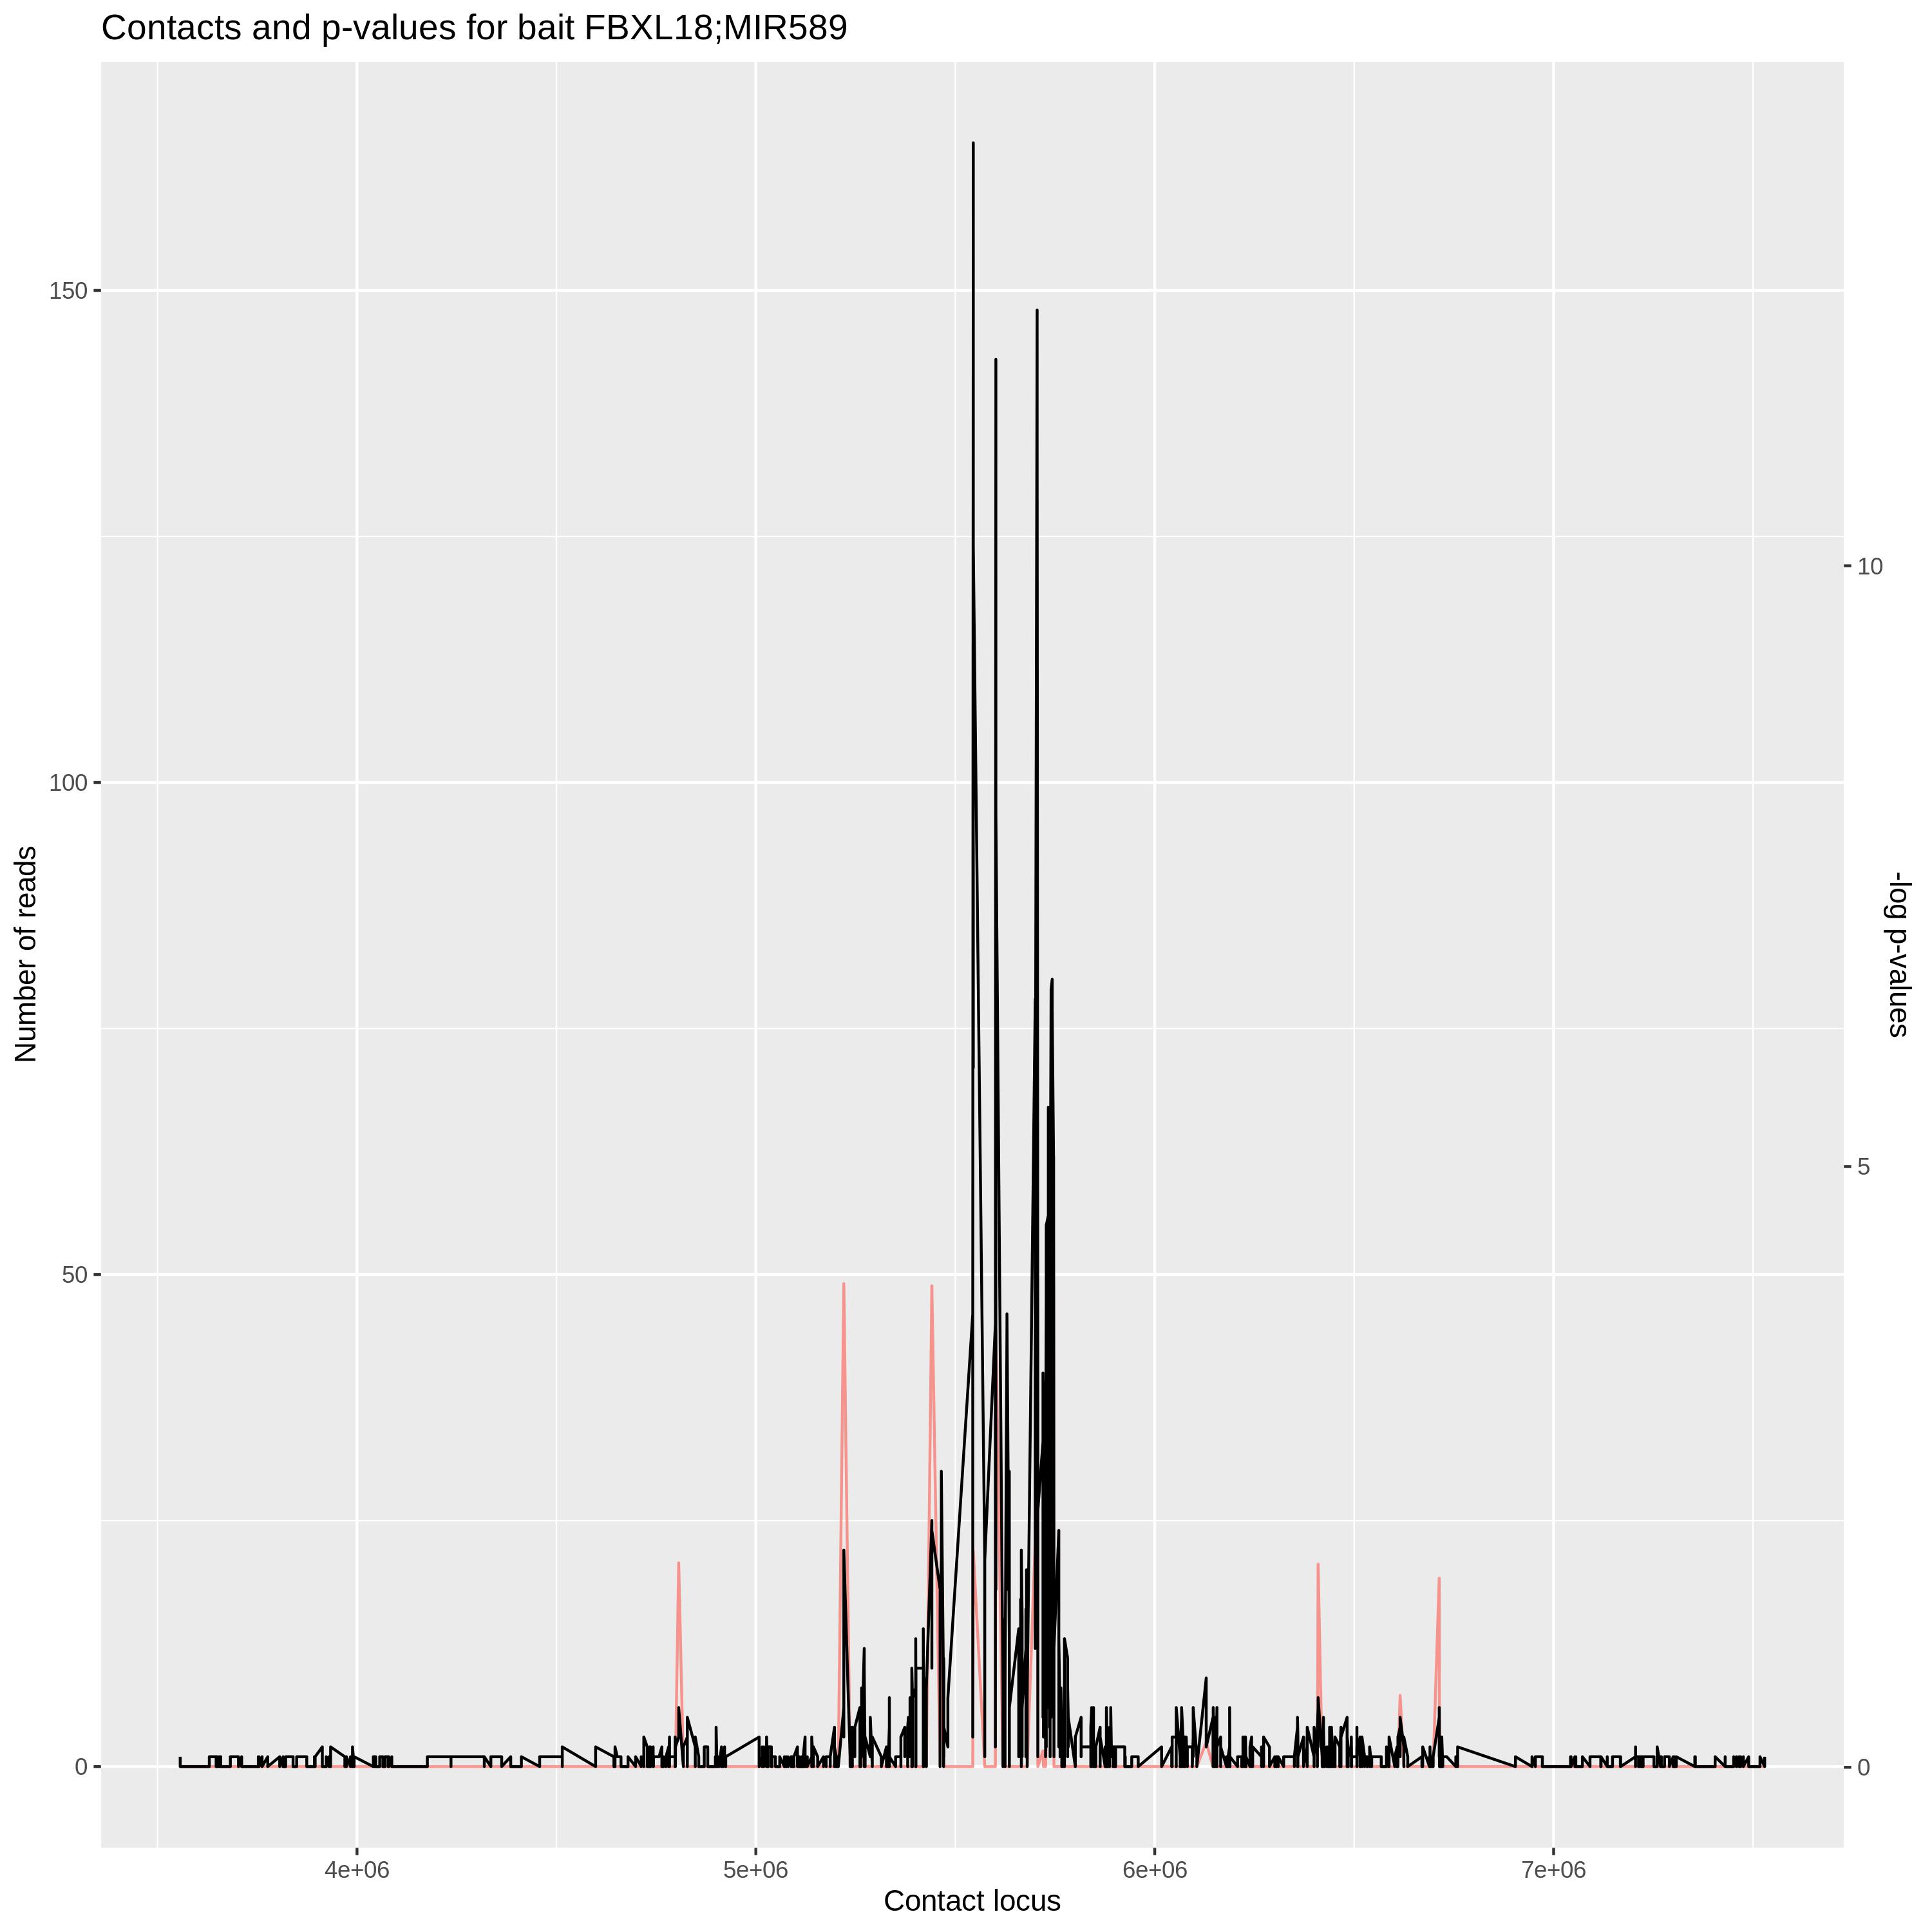 Contacts and p-values for bait FBXL18;MIR589
Number of reads
150
100
50
0
10
5
0
-log p-values
4e+06
5e+06
6e+06
7e+06
Contact locus